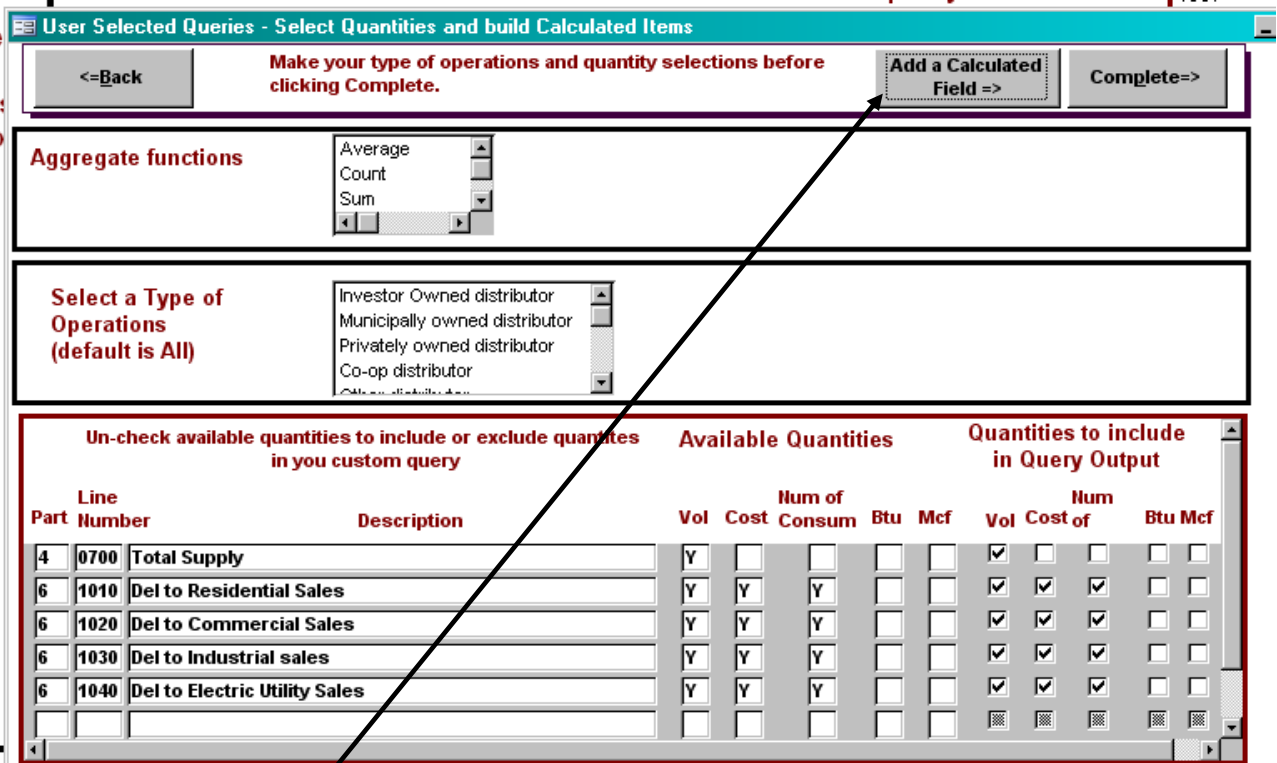 User Selected Queries - Select Quantities and build Calculated Items
<=Back
Make your type of operations and quantity selections before
clicking Complete.
Add a Calculated
Field =>
Complete=>
Aggregate functions
Average
Count
Sum
Select a Type of
Operations
(default is All)
Investor Owned distributor
Municipally owned distributor
Privately owned distributor
Co-op distributor
Other distributor
Un-check available quantities to include or exclude quantites
in you custom query
Available Quantities
Quantities to include
in Query Output
Part Line Number Description Vol Cost Num of Consum Btu Mcf Vol Cost Num of Btu Mcf
4 0700 Total Supply Y
6 1010 Del to Residential Sales Y Y Y
6 1020 Del to Commercial Sales Y Y Y
6 1030 Del to Industrial sales Y Y Y
6 1040 Del to Electric Utility Sales Y Y Y